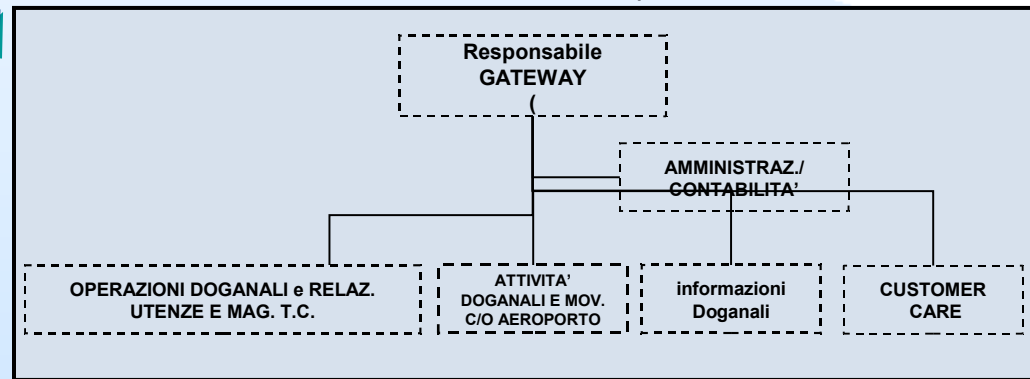 Responsabile
GATEWAY
(
AMMINISTRAZ./
CONTABILITA’
OPERAZIONI DOGANALI e RELAZ.
UTENZE E MAG. T.C.
ATTIVITA’
DOGANALI E MOV.
C/O AEROPORTO
informazioni
Doganali
CUSTOMER
CARE